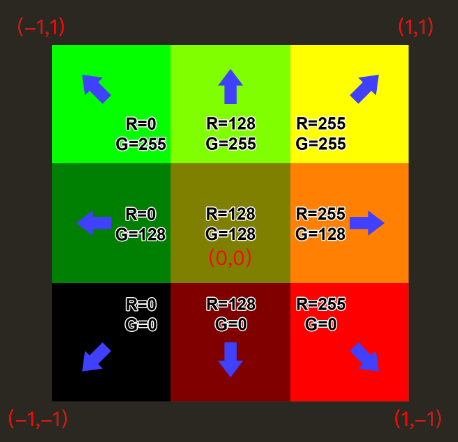 (−1,1) (1,1)
R=0 R=128 R=255
G=255 G=255 G=255
R=0 R=128 R=255
G=128 G=128 G=128
(0,0)
R=0 R=128 R=255
G=0 G=0 G=0
(−1,−1) (1,−1)